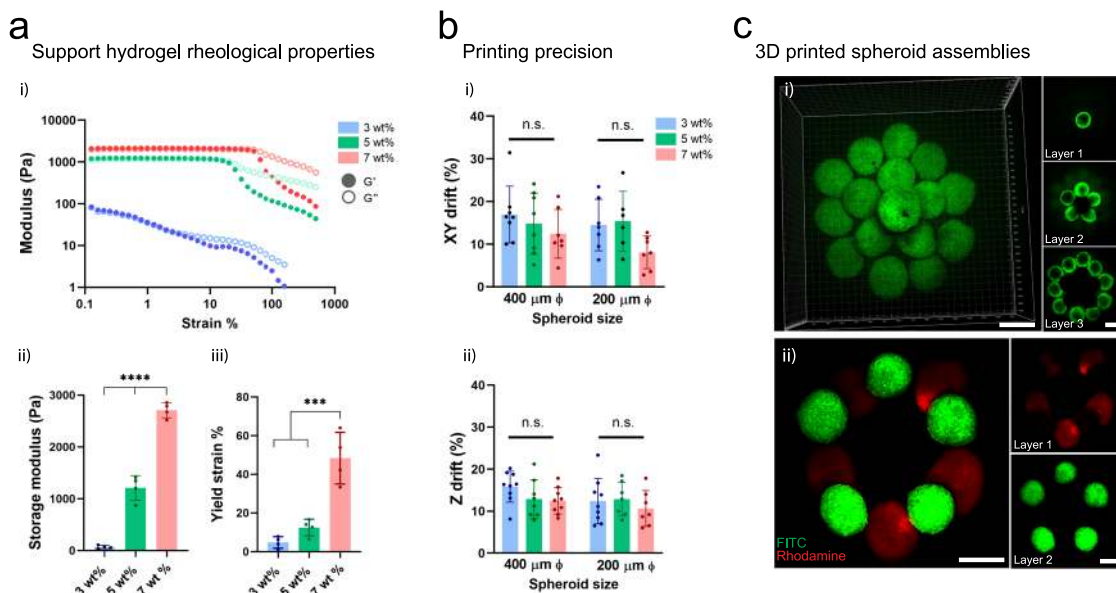 a
Support hydrogel rheological properties
i)
10000
1000
100
10
1
0.1
1
10
100
1000
Modulus (Pa)
Strain %
3 wt%
5 wt%
7 wt%
G'
G"
ii)
****
3000
2000
1000
0
Storage modulus (Pa)
3 wt%
5 wt%
7 wt %
iii)
***
80
60
40
20
0
Yield strain %
3 wt%
5 wt%
7 wt %
b
Printing precision
i)
n.s.
n.s.
3 wt%
5 wt%
7 wt%
40
30
20
10
0
XY drift (%)
400 μm ϕ
200 μm ϕ
Spheroid size
ii)
n.s.
n.s.
40
30
20
10
0
Z drift (%)
400 μm ϕ
200 μm ϕ
Spheroid size
c
3D printed spheroid assemblies
i)
Layer 1
Layer 2
Layer 3
ii)
FITC
Rhodamine
Layer 1
Layer 2